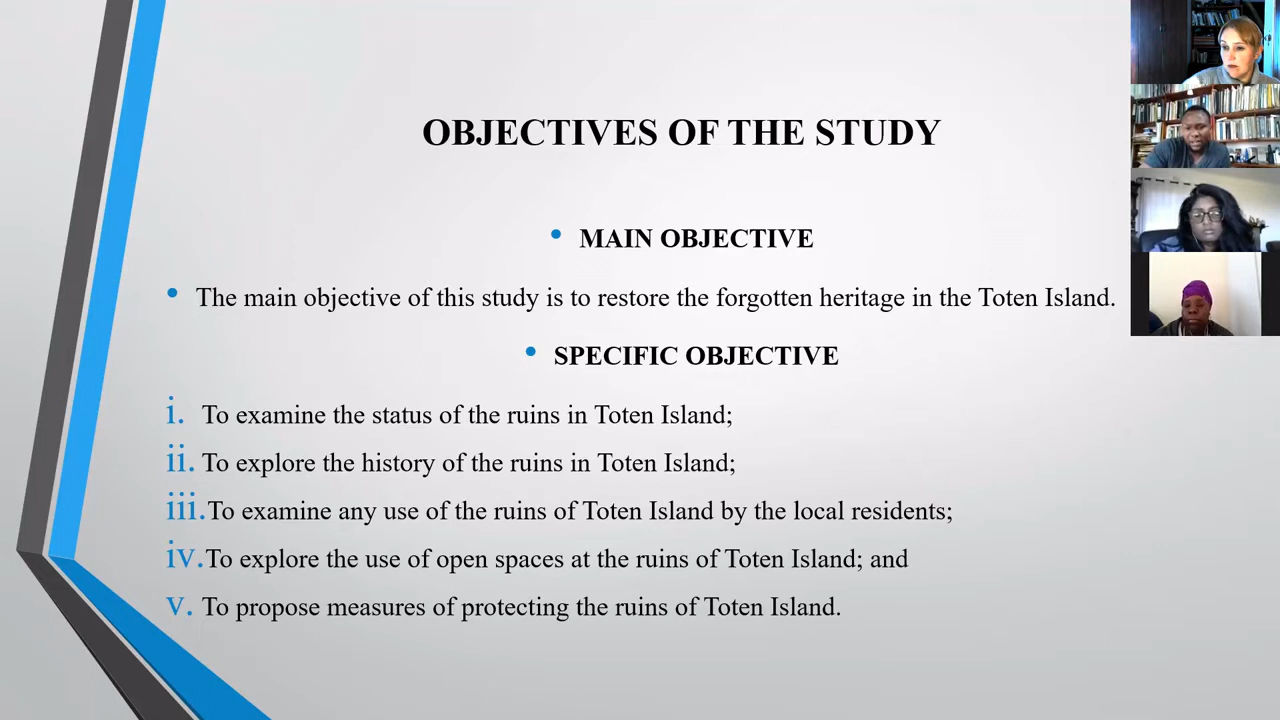 OBJECTIVES OF THE STUDY
• MAIN OBJECTIVE
• The main objective of this study is to restore the forgotten heritage in the Toten Island.
• SPECIFIC OBJECTIVE
i. To examine the status of the ruins in Toten Island;
ii. To explore the history of the ruins in Toten Island;
iii. To examine any use of the ruins of Toten Island by the local residents;
iv. To explore the use of open spaces at the ruins of Toten Island; and
v. To propose measures of protecting the ruins of Toten Island.